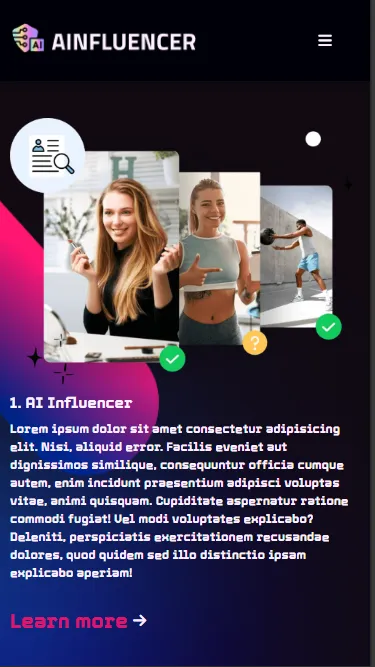 AI
AINFLUENCER
H
?
1. AI Influencer
Lorem ipsum dolor sit amet consectetur adipisicing
elit. Nisi, aliquid error. Facilis eveniet aut
dignissimos similique, consequuntur officia cumque
autem, enim incidunt praesentium adipisci voluptas
vitae, animi quisquam. Cupiditate aspernatur ratione
commodi fugiat! Vel modi voluptates explicabo?
Deleniti, perspiciatis exercitationem recusandae
dolores, quod quidem sed illo distinctio ipsam
explicabo aperiam!
Learn more →